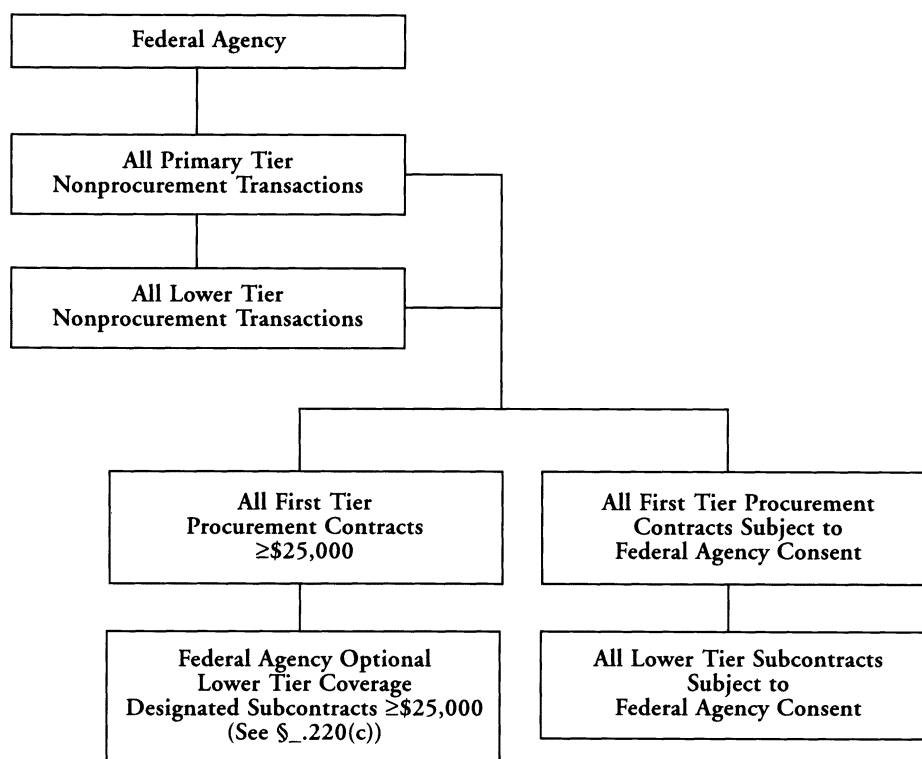 Federal Agency
All Primary Tier
Nonprocurement Transactions
All Lower Tier
Nonprocurement Transactions
All First Tier
Procurement Contracts
≥$25,000
All First Tier Procurement
Contracts Subject to
Federal Agency Consent
Federal Agency Optional
Lower Tier Coverage
Designated Subcontracts ≥$25,000
(See §_.220(c))
All Lower Tier Subcontracts
Subject to
Federal Agency Consent